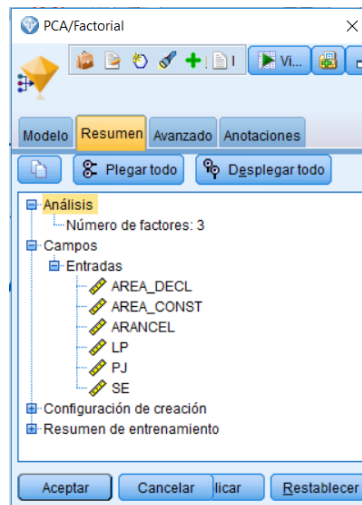 PCA/Factorial
Vi...
Modelo Resumen Avanzado Anotaciones
Plegar todo Desplegar todo
Análisis
Número de factores: 3
Campos
Entradas
AREA_DECL
AREA_CONST
ARANCEL
LP
PJ
SE
Configuración de creación
Resumen de entrenamiento
Aceptar Cancelar licar Restablecer